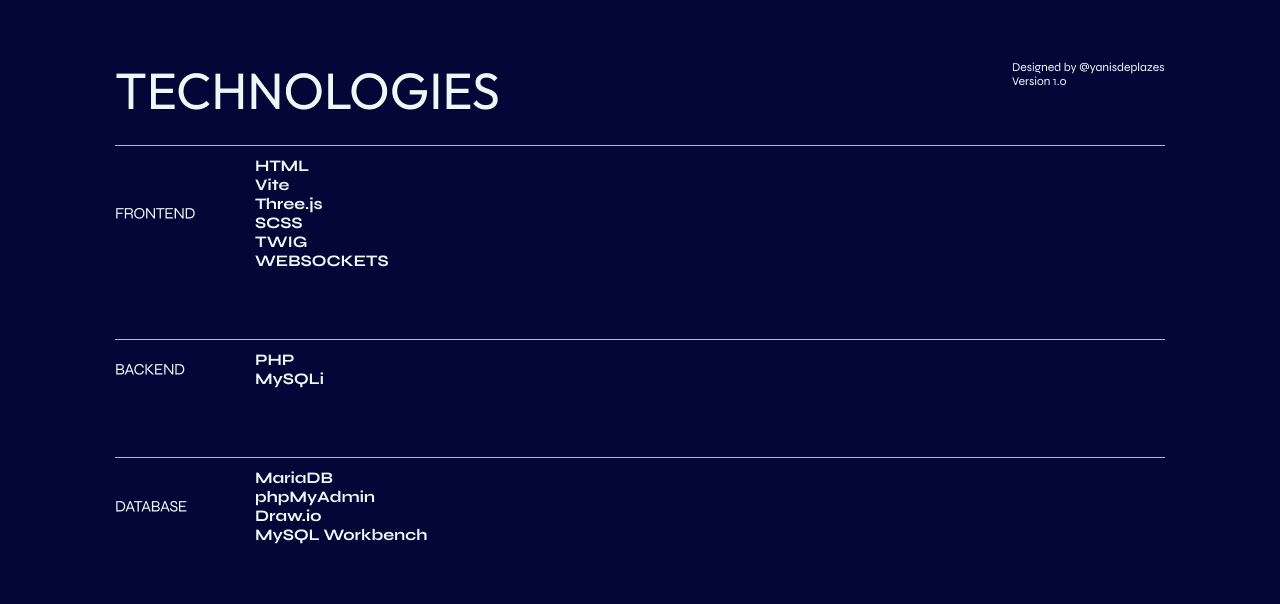 TECHNOLOGIES
Designed by @yanisdeplazes
Version 1.0
FRONTEND
HTML
Vite
Three.js
SCSS
TWIG
WEBSOCKETS
BACKEND
PHP
MySQLi
DATABASE
MariaDB
phpMyAdmin
Draw.io
MySQL Workbench